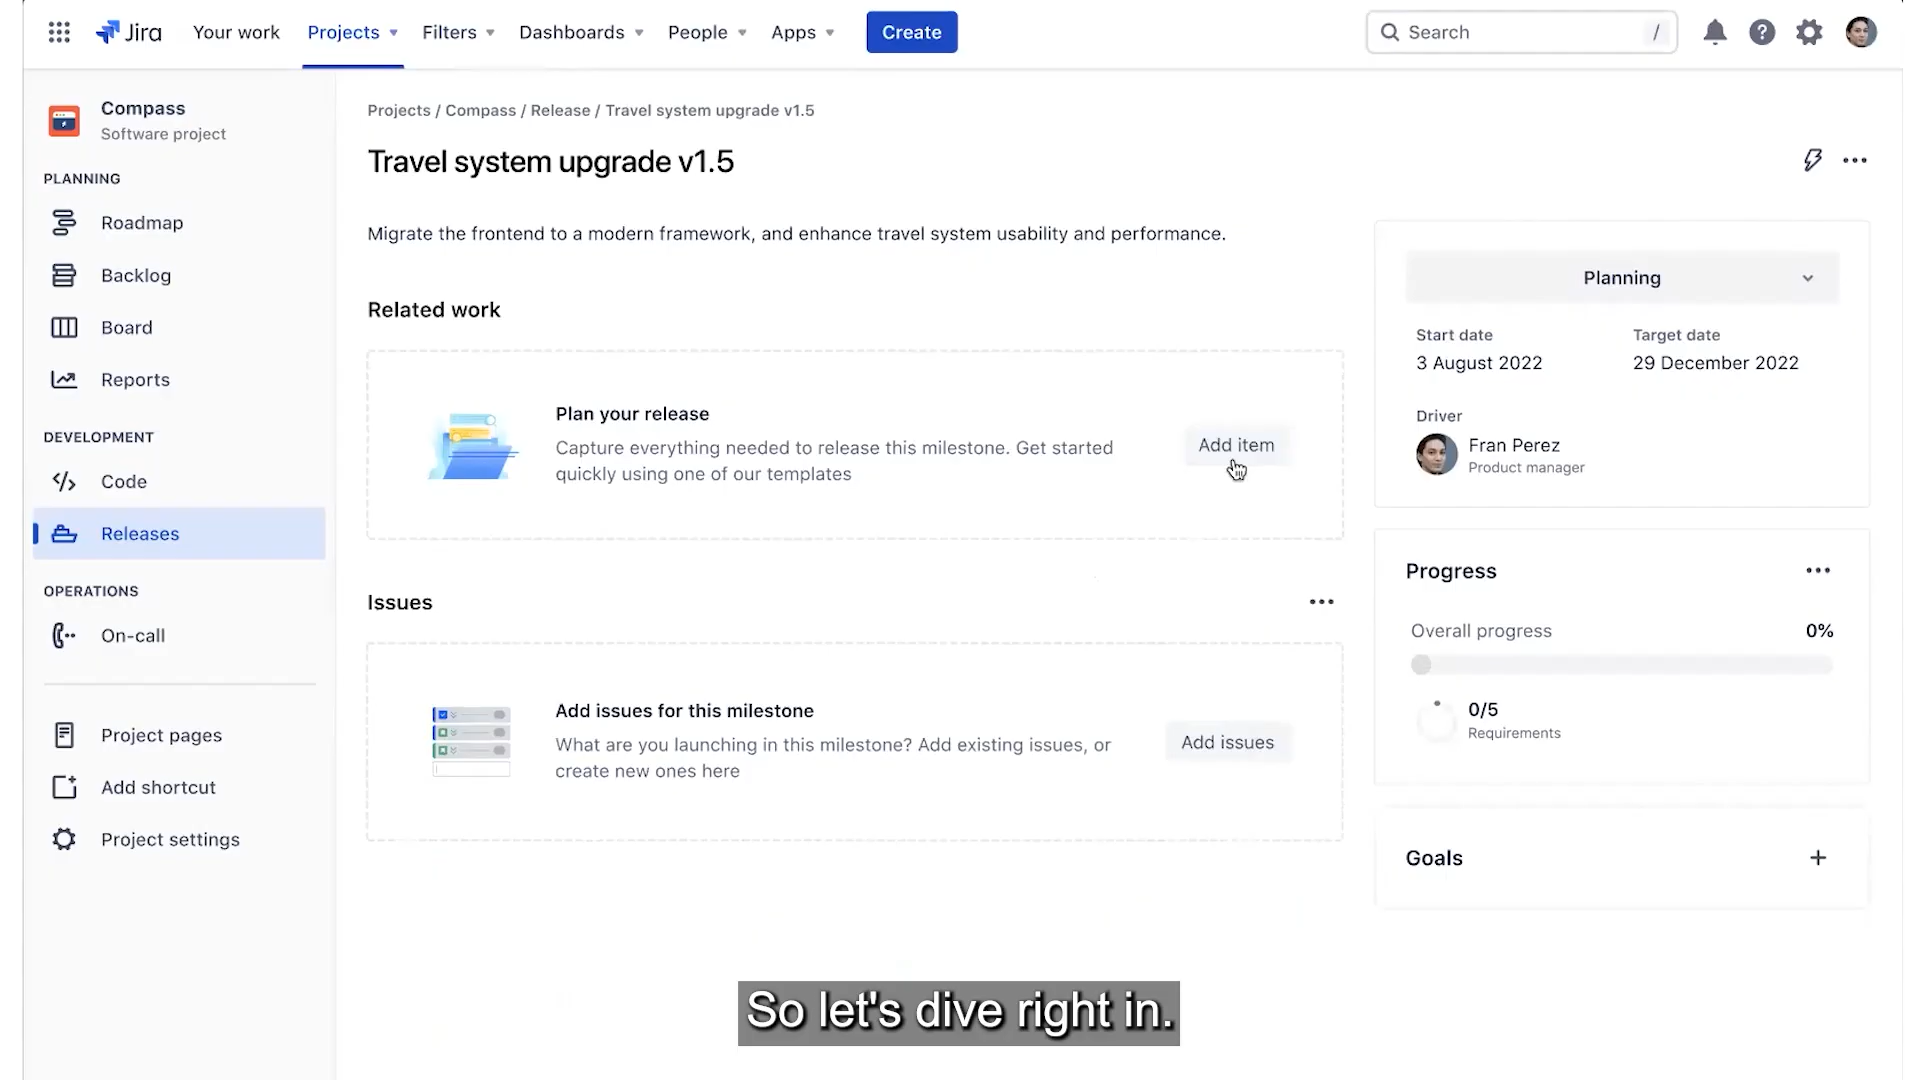 Jira
Your work
Projects
Filters
Dashboards
People
Apps
Create
Search
/
Compass
Software project
PLANNING
Roadmap
Backlog
Board
Reports
DEVELOPMENT
Code
Releases
OPERATIONS
On-call
Project pages
Add shortcut
Project settings
Projects / Compass / Release / Travel system upgrade v1.5
Travel system upgrade v1.5
Migrate the frontend to a modern framework, and enhance travel system usability and performance.
Related work
Plan your release
Capture everything needed to release this milestone. Get started
quickly using one of our templates
Add item
Issues
Add issues for this milestone
What are you launching in this milestone? Add existing issues, or
create new ones here
Add issues
Planning
Start date
3 August 2022
Target date
29 December 2022
Driver
Fran Perez
Product manager
Progress
Overall progress
0%
0/5
Requirements
Goals
So let's dive right in.